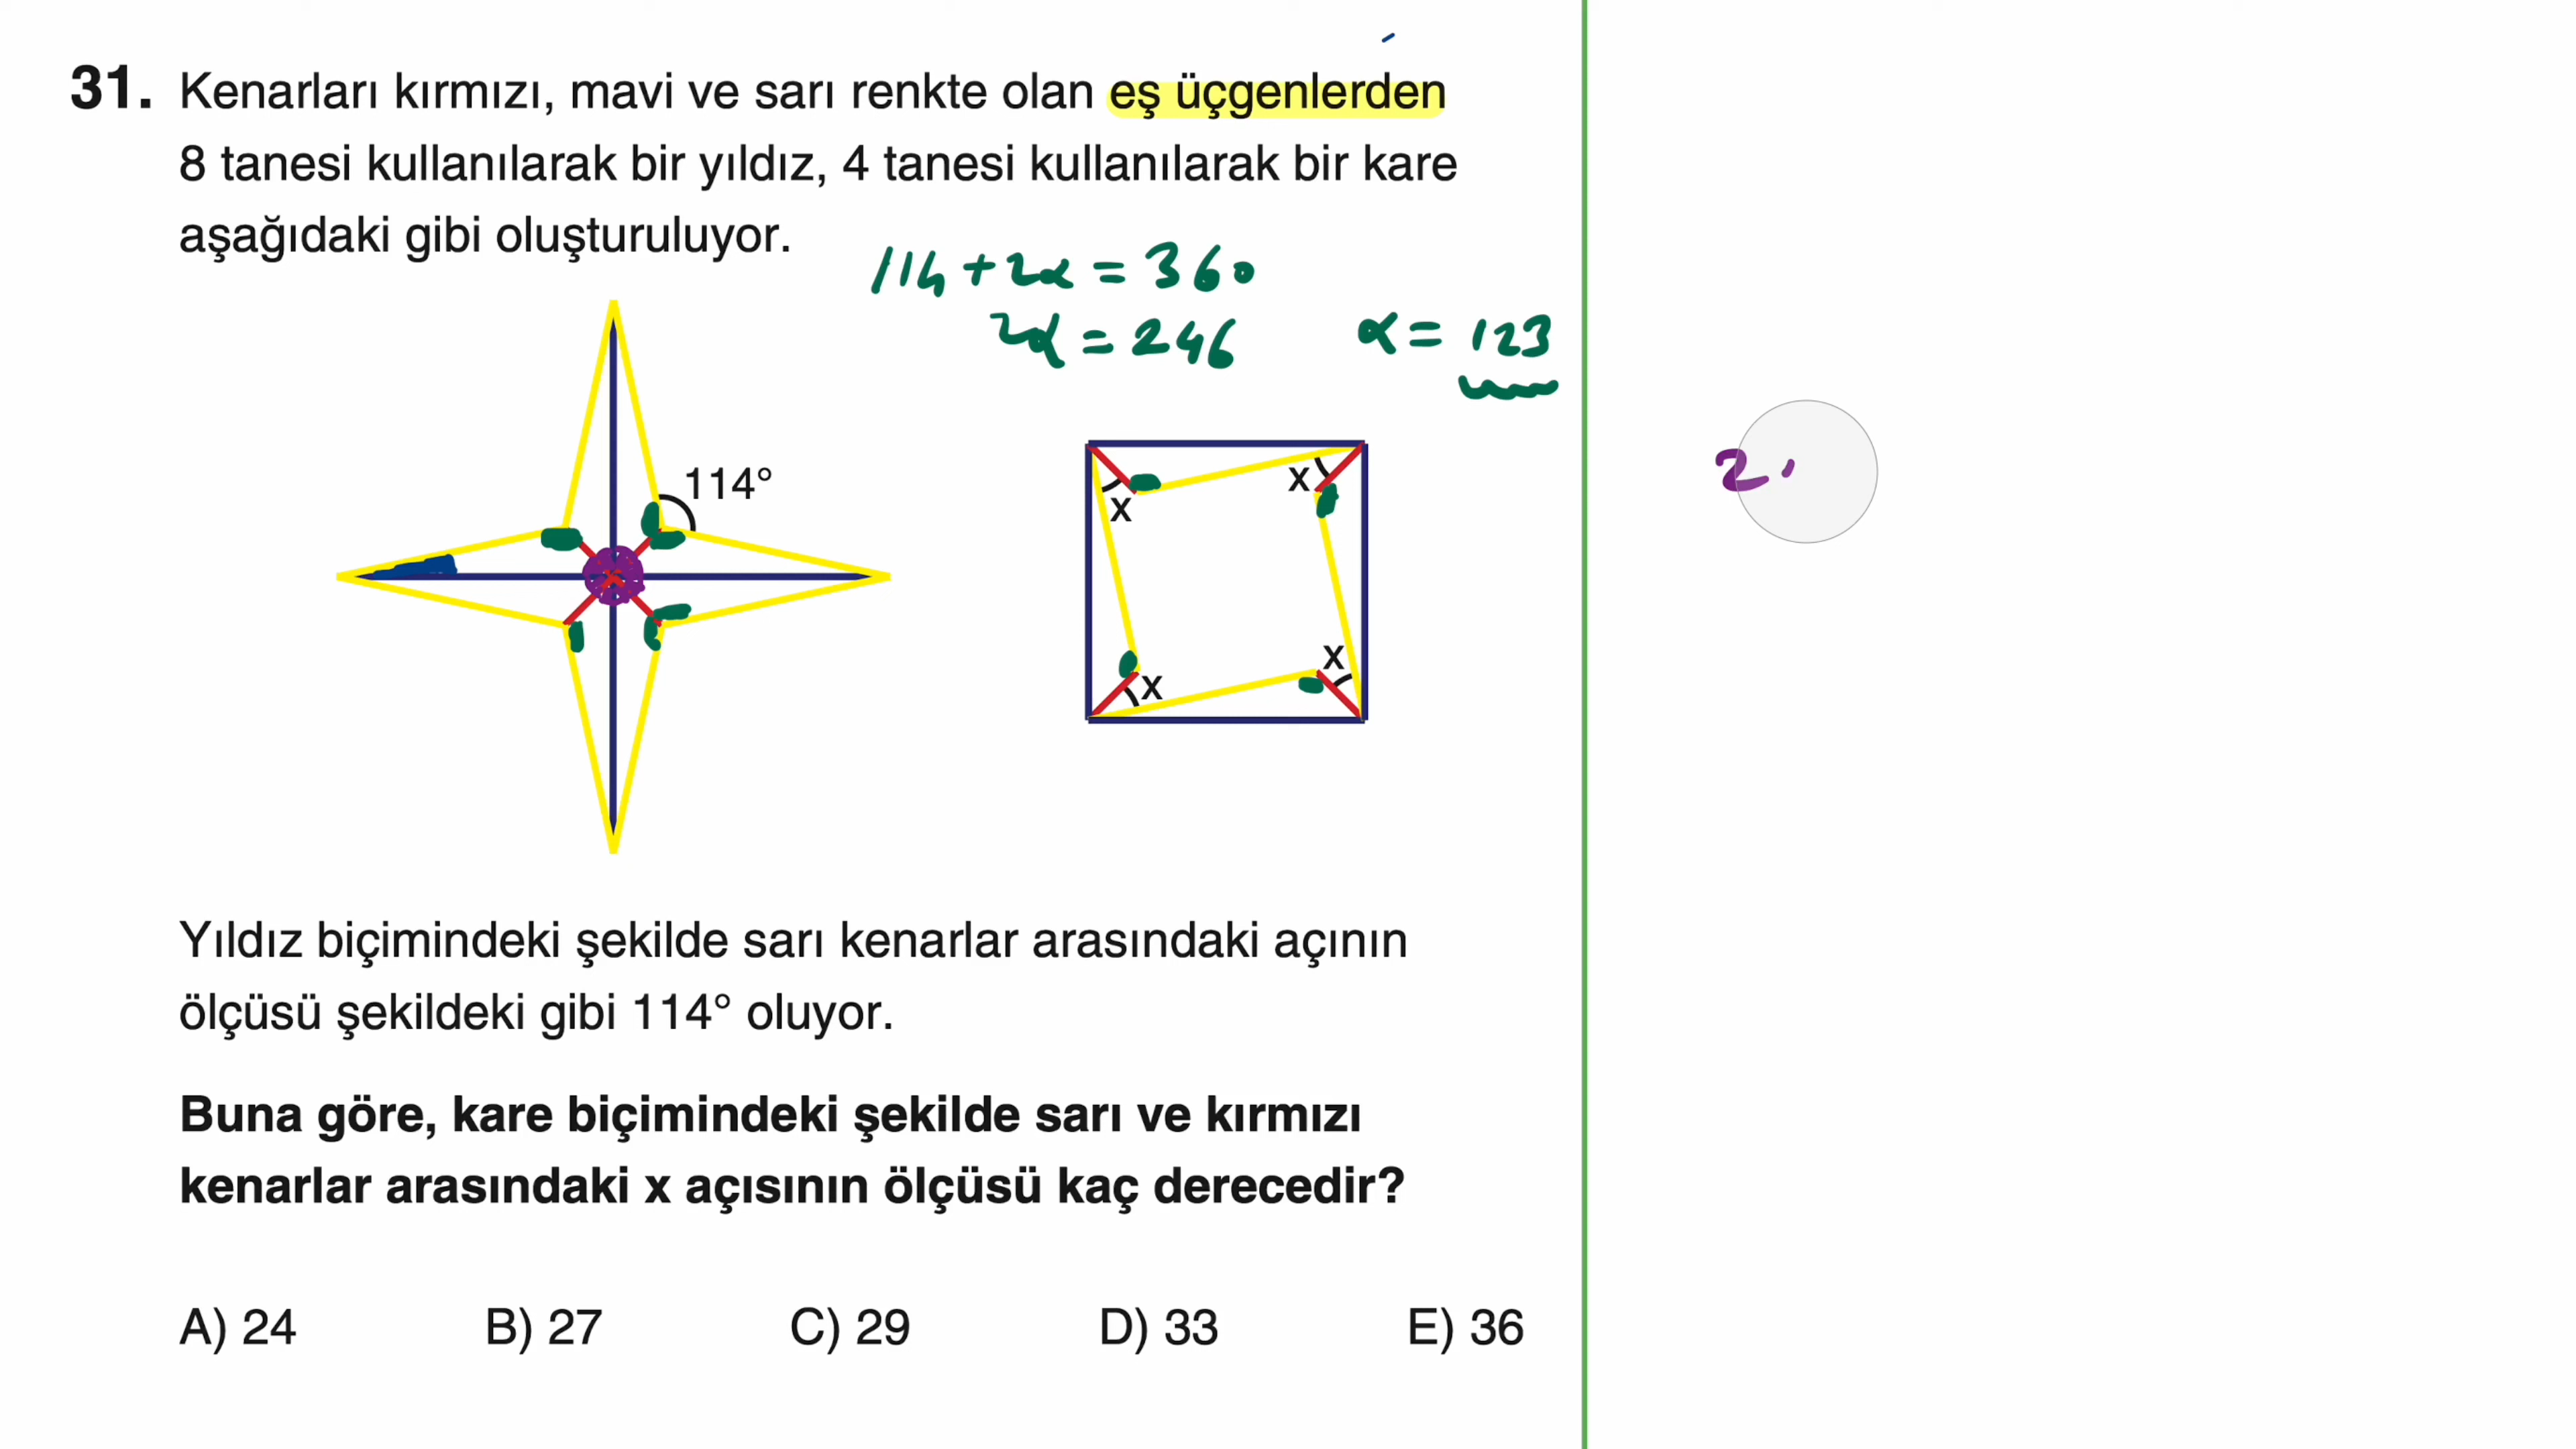 31. Kenarları kırmızı, mavi ve sarı renkte olan eş üçgenlerden
8 tanesi kullanılarak bir yıldız, 4 tanesi kullanılarak bir kare
aşağıdaki gibi oluşturuluyor.
114 + 2α = 360
2α = 246
α = 123
114°
x
x
x
x
2
Yıldız biçimindeki şekilde sarı kenarlar arasındaki açının
ölçüsü şekildeki gibi 114° oluyor.
Buna göre, kare biçimindeki şekilde sarı ve kırmızı
kenarlar arasındaki x açısının ölçüsü kaç derecedir?
A) 24 B) 27 C) 29 D) 33 E) 36